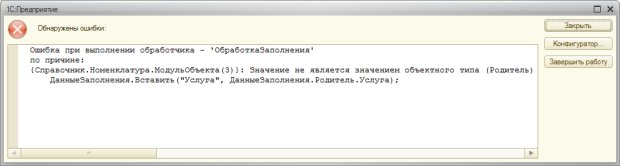 1С:Предприятие
Обнаружены ошибки:
Закрыть
Конфигуратор...
Завершить работу
Ошибка при выполнении обработчика - 'ОбработкаЗаполнения'
по причине:
{Справочник.Номенклатура.МодульОбъекта(3)}: Значение не является значением объектного типа (Родитель)
ДанныеЗаполнения.Вставить("Услуга", ДанныеЗаполнения.Родитель.Услуга);